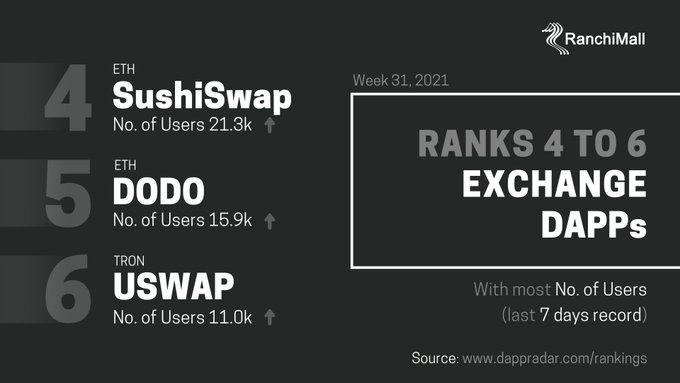 RanchiMall
4
ETH
SushiSwap
No. of Users 21.3k
5
ETH
DODO
No. of Users 15.9k
6
TRON
USWAP
No. of Users 11.0k
Week 31, 2021
RANKS 4 TO 6
EXCHANGE
DAPPs
With most No. of Users
(last 7 days record)
Source: www.dappradar.com/rankings